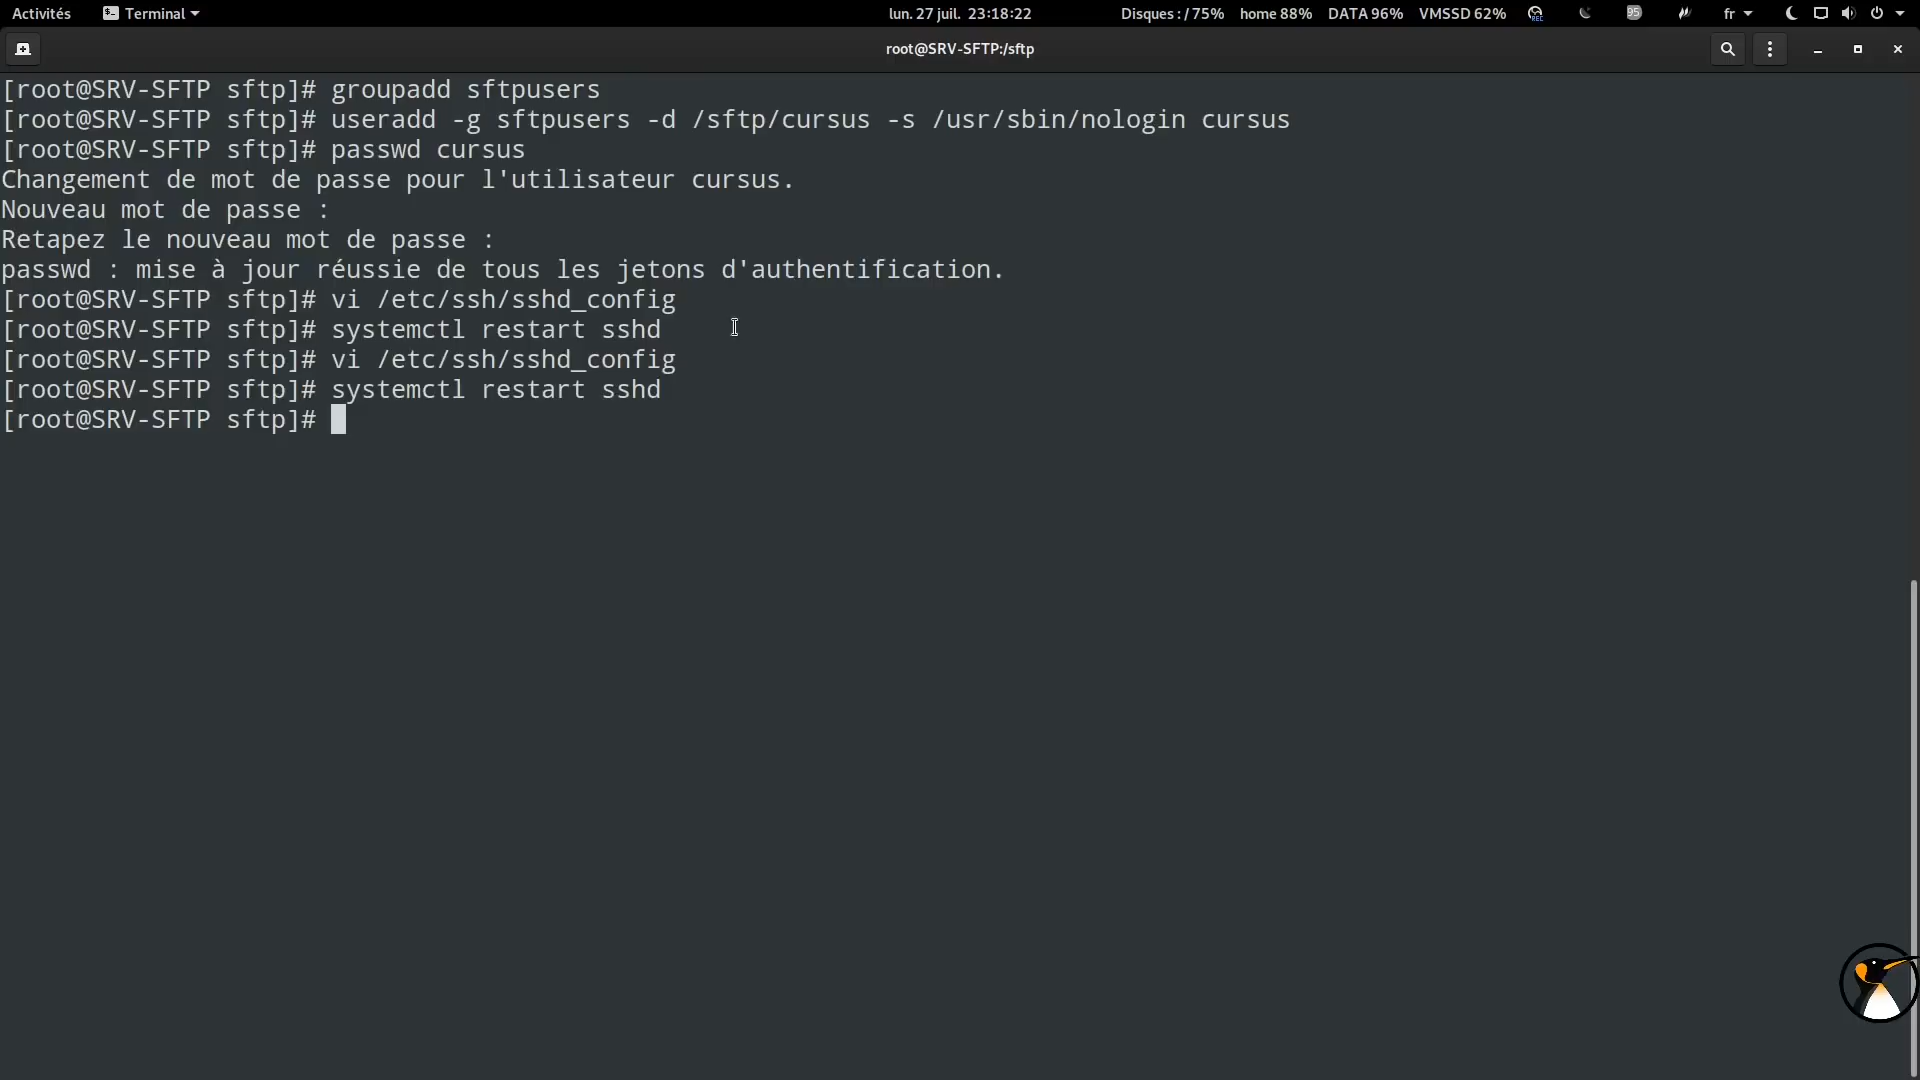 Activités Terminal lun. 27 juil. 23:18:22 Disques : / 75% home 88% DATA 96% VMSSD 62% REC 95 fr
root@SRV-SFTP:/sftp
[root@SRV-SFTP sftp]# groupadd sftpusers
[root@SRV-SFTP sftp]# useradd -g sftpusers -d /sftp/cursus -s /usr/sbin/nologin cursus
[root@SRV-SFTP sftp]# passwd cursus
Changement de mot de passe pour l'utilisateur cursus.
Nouveau mot de passe :
Retapez le nouveau mot de passe :
passwd : mise à jour réussie de tous les jetons d'authentification.
[root@SRV-SFTP sftp]# vi /etc/ssh/sshd_config
[root@SRV-SFTP sftp]# systemctl restart sshd
[root@SRV-SFTP sftp]# vi /etc/ssh/sshd_config
[root@SRV-SFTP sftp]# systemctl restart sshd
[root@SRV-SFTP sftp]#